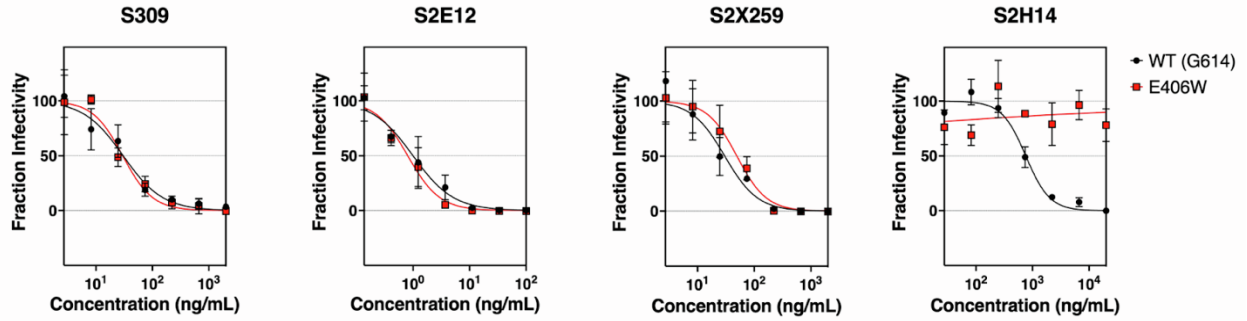 S309
S2E12
S2X259
S2H14
Fraction Infectivity
100
50
0
10¹
10²
10³
Concentration (ng/mL)
Fraction Infectivity
100
50
0
10⁰
10¹
10²
Concentration (ng/mL)
Fraction Infectivity
100
50
0
10¹
10²
10³
Concentration (ng/mL)
Fraction Infectivity
100
50
0
10²
10³
10⁴
Concentration (ng/mL)
WT (G614)
E406W